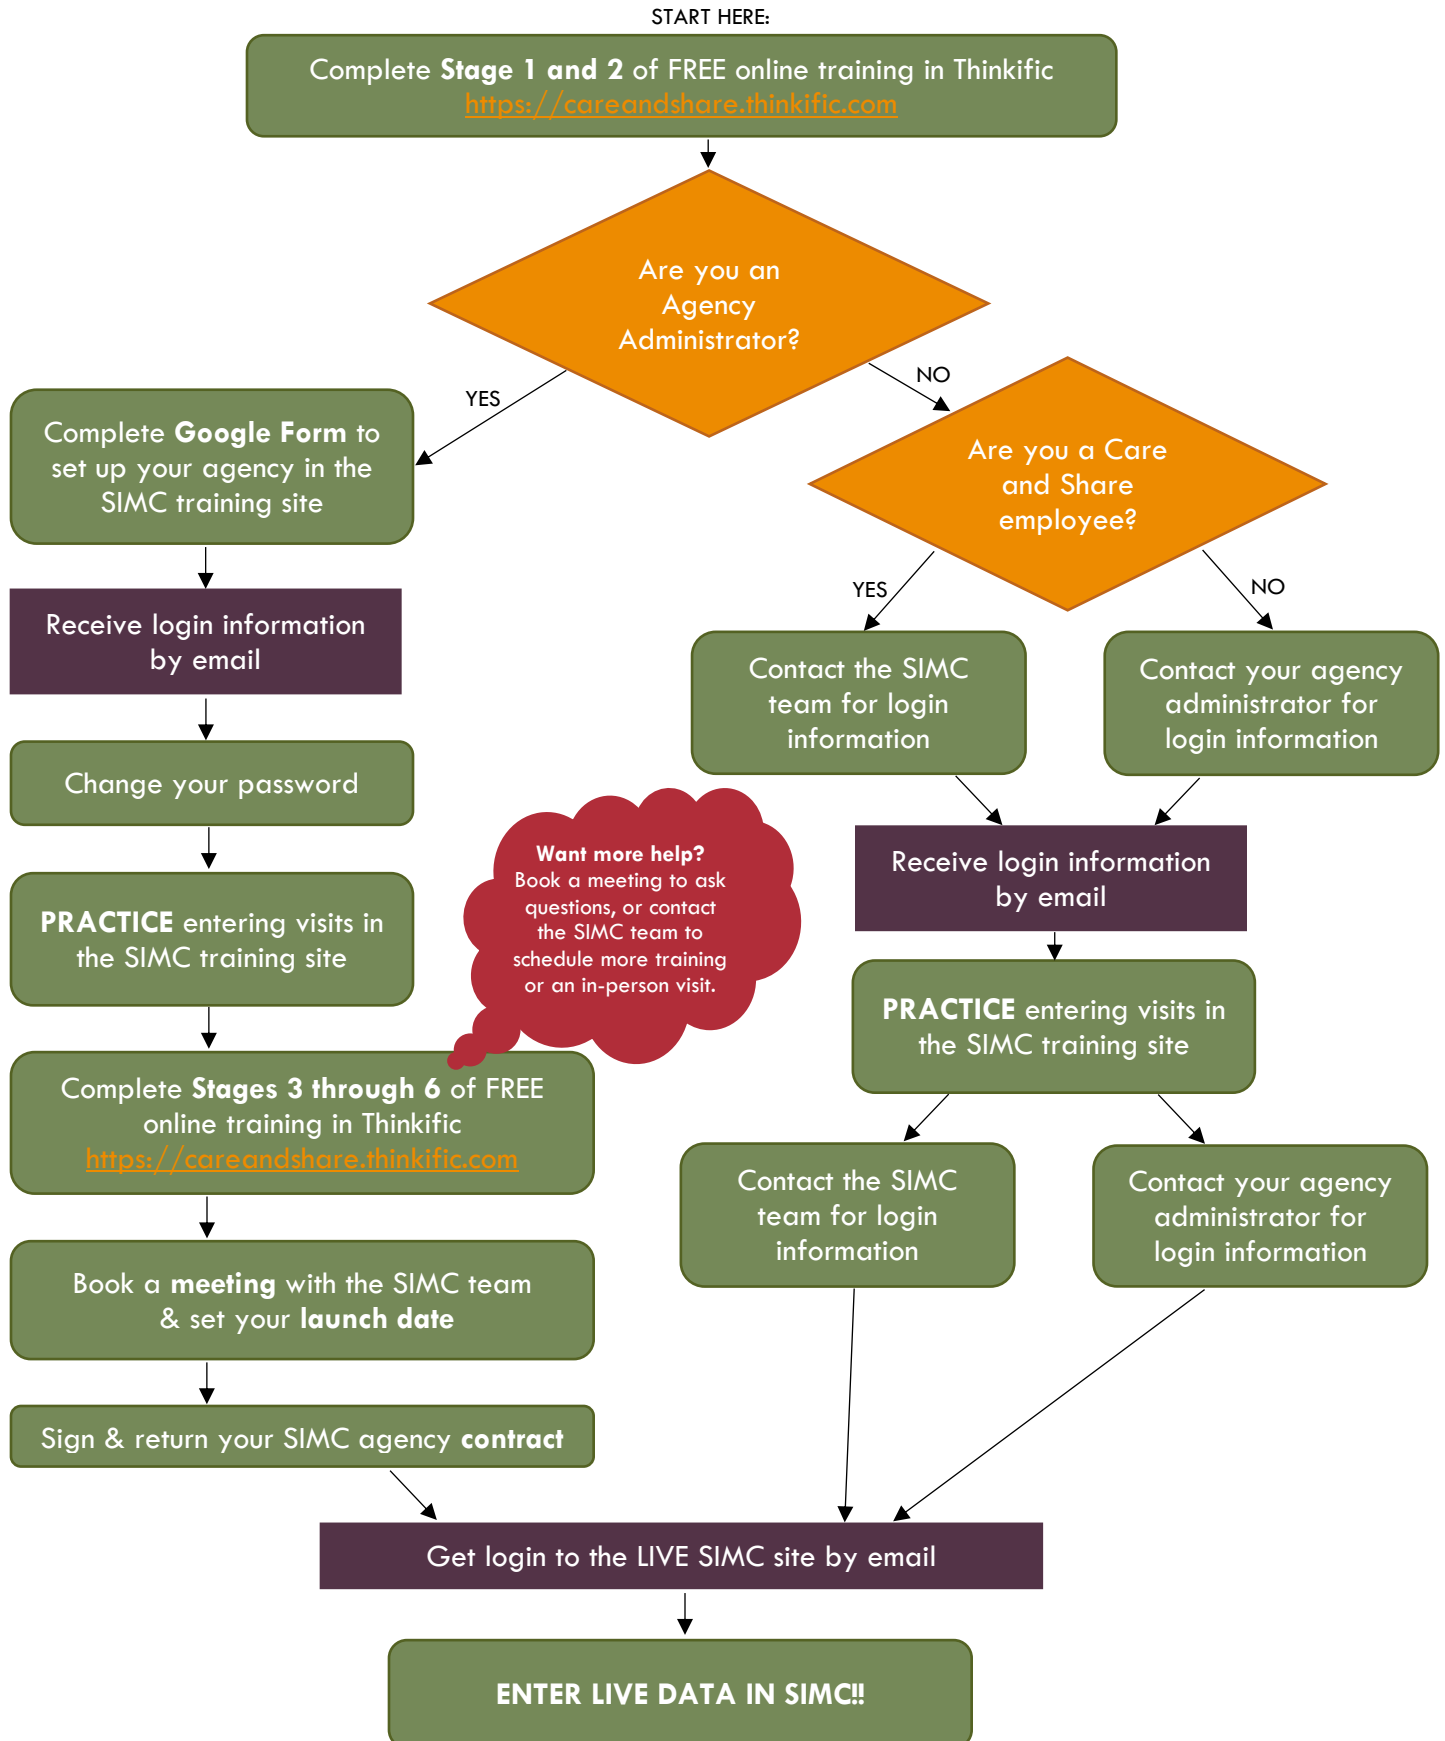 START HERE:
Complete Stage 1 and 2 of FREE online training in Thinkific
https://careandshare.thinkific.com
Are you an
Agency
Administrator?
YES
NO
Complete Google Form to
set up your agency in the
SIMC training site
Are you a Care
and Share
employee?
Receive login information
by email
YES
NO
Contact the SIMC
team for login
information
Contact your agency
administrator for
login information
Change your password
Want more help?
Book a meeting to ask
questions, or contact
the SIMC team to
schedule more training
or an in-person visit.
Receive login information
by email
PRACTICE entering visits in
the SIMC training site
PRACTICE entering visits in
the SIMC training site
Complete Stages 3 through 6 of FREE
online training in Thinkific
https://careandshare.thinkific.com
Contact the SIMC
team for login
information
Contact your agency
administrator for
login information
Book a meeting with the SIMC team
& set your launch date
Sign & return your SIMC agency contract
Get login to the LIVE SIMC site by email
ENTER LIVE DATA IN SIMC!!